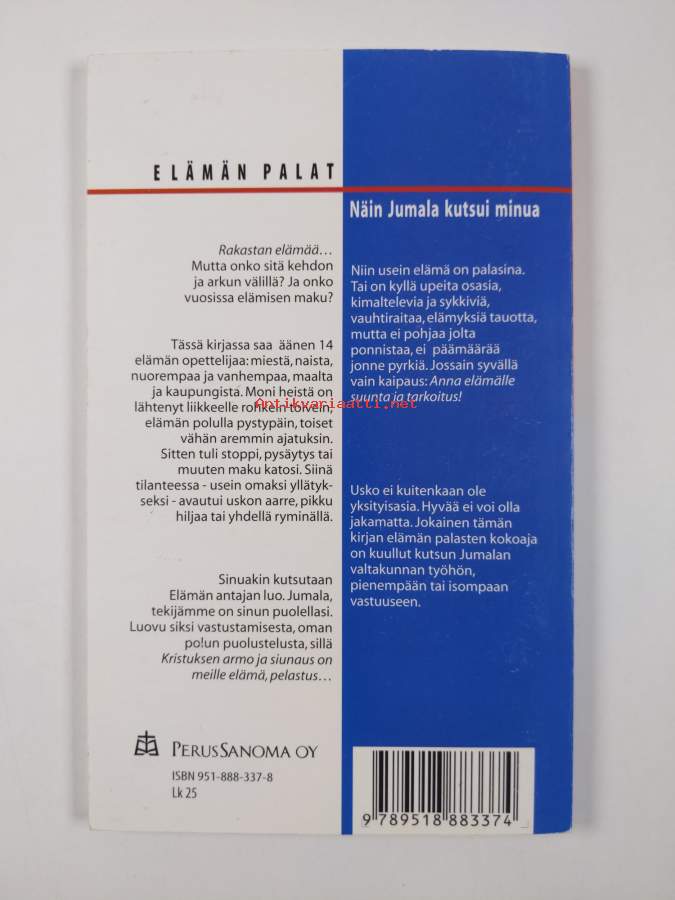 ELÄMÄN PALAT
Näin Jumala kutsui minua
Rakastan elämää...
Mutta onko sitä kehdon
ja arkun välillä? Ja onko
vuosissa elämisen maku?
Tässä kirjassa saa äänen 14
elämän opettelijaa: miestä, naista,
nuorempaa ja vanhempaa, maalta
ja kaupungista. Moni heistä on
lähtenyt liikkeelle rohkein toivein,
elämän polulla pystypäin, toiset
vähän aremmin ajatuksin.
Sitten tuli stoppi, pysäytys tai
muuten maku katosi. Siinä
tilanteessa - usein omaksi yllätyk-
seksi - avautui uskon aarre, pikku
hiljaa tai yhdellä ryminällä.
Sinuakin kutsutaan
Elämän antajan luo. Jumala,
tekijämme on sinun puolellasi.
Luovu siksi vastustamisesta, oman
polun puolustelusta, sillä
Kristuksen armo ja siunaus on
meille elämä, pelastus...
Niin usein elämä on palasina.
Tai on kyllä upeita osasia,
kimaltelevia ja sykkiviä,
vauhtiraitaa, elämyksiä tauotta,
mutta ei pohjaa jolta
ponnistaa, ei päämäärää
jonne pyrkiä. Jossain syvällä
vain kaipaus: Anna elämälle
suunta ja tarkoitus!
Usko ei kuitenkaan ole
yksityisasia. Hyvää ei voi olla
jakamatta. Jokainen tämän
kirjan elämän palasten kokoaja
on kuullut kutsun Jumalan
valtakunnan työhön,
pienempään tai isompaan
vastuuseen.
Antikvariaatti.net
PERUSSANOMA OY
ISBN 951-888-337-8
Lk 25
9 789518 883374